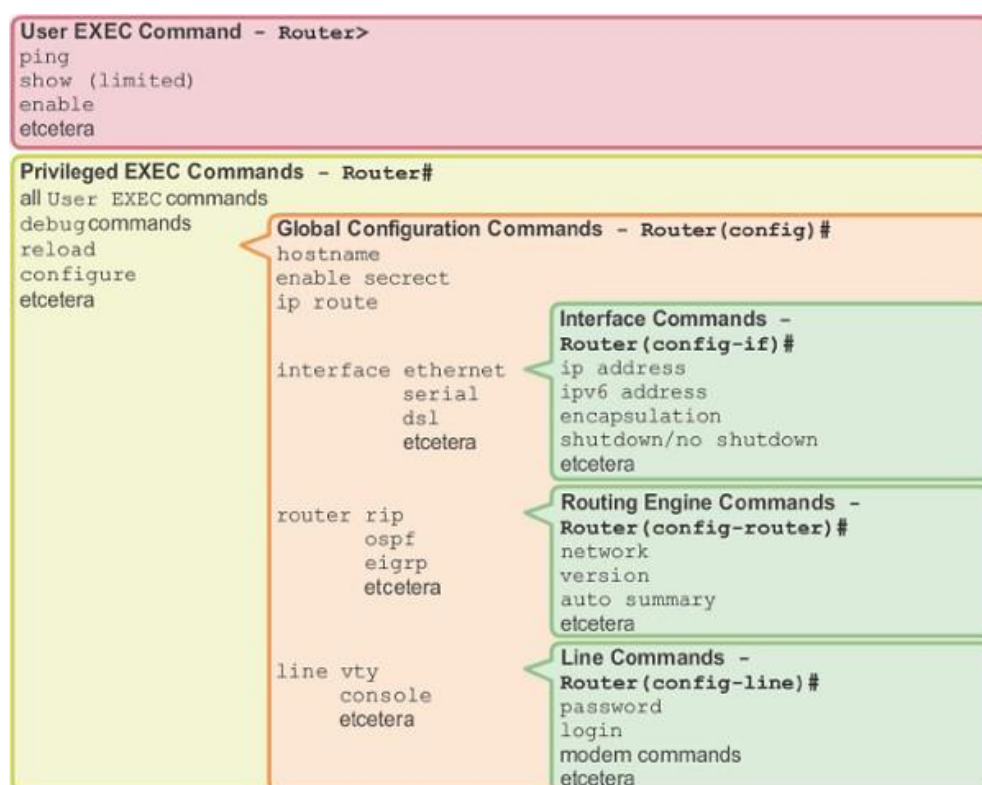 User EXEC Command - Router>
ping
show (limited)
enable
etcetera
Privileged EXEC Commands - Router#
all User EXEC commands
debug commands
reload
configure
etcetera
Global Configuration Commands - Router(config)#
hostname
enable secrect
ip route
interface ethernet
serial
dsl
etcetera
Interface Commands -
Router(config-if)#
ip address
ipv6 address
encapsulation
shutdown/no shutdown
etcetera
router rip
ospf
eigrp
etcetera
Routing Engine Commands -
Router(config-router)#
network
version
auto summary
etcetera
line vty
console
etcetera
Line Commands -
Router(config-line)#
password
login
modem commands
etcetera